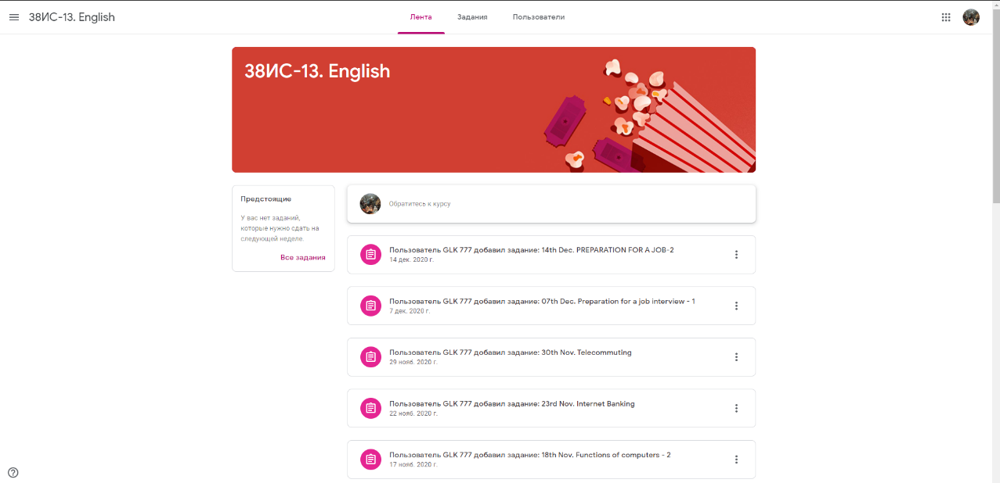 38ИС-13. English
Лента
Задания
Пользователи
38ИС-13. English
Предстоящие
У вас нет заданий,
которые нужно сдать на
следующей неделе.
Все задания
Обратитесь к курсу
Пользователь GLK 777 добавил задание: 14th Dec. PREPARATION FOR A JOB-2
14 дек. 2020 г.
Пользователь GLK 777 добавил задание: 07th Dec. Preparation for a job interview - 1
7 дек. 2020 г.
Пользователь GLK 777 добавил задание: 30th Nov. Telecommuting
29 нояб. 2020 г.
Пользователь GLK 777 добавил задание: 23rd Nov. Internet Banking
22 нояб. 2020 г.
Пользователь GLK 777 добавил задание: 18th Nov. Functions of computers - 2
17 нояб. 2020 г.